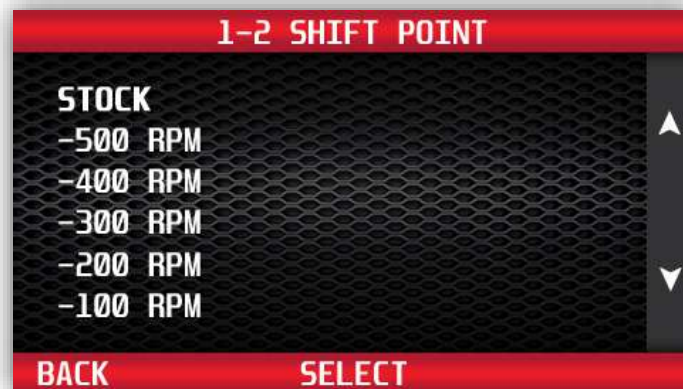 1-2 SHIFT POINT
STOCK
-500 RPM
-400 RPM
-300 RPM
-200 RPM
-100 RPM
BACK SELECT